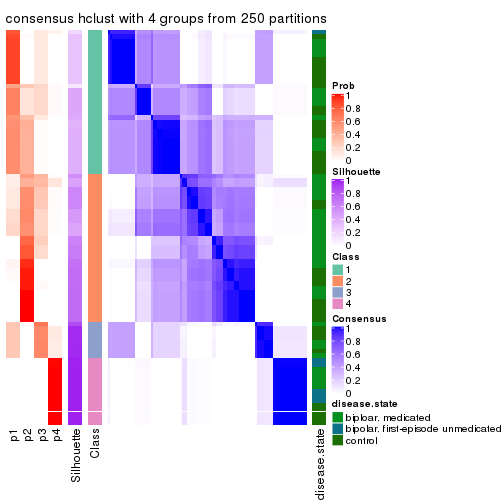 consensus hclust with 4 groups from 250 partitions
Prob
1
0.8
0.6
0.4
0.2
0
Silhouette
1
0.8
0.6
0.4
0.2
0
Class
1
2
3
4
Consensus
1
0.8
0.6
0.4
0.2
0
disease.state
biploar. medicated
bipolar. first-episode unmedicated
control
p1
p2
p3
p4
Silhouette
Class
disease.state